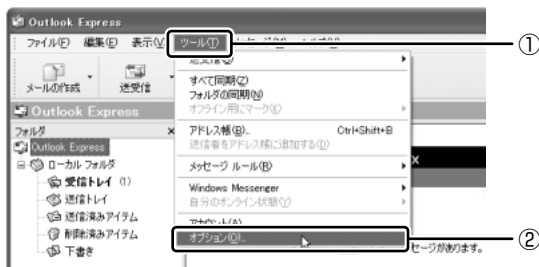 Outlook Express
ファイル(F) 編集(E) 表示(V) ツール(T)
①
メールの作成 送受信
すべて同期(Z)
フォルダの同期(N)
オフライン用にマーク(K)
Outlook Express
フォルダ ×
アドレス帳(B)... Ctrl+Shift+B
送信者をアドレス帳に追加する(D)
Outlook Express
ローカル フォルダ
メッセージ ルール(R)
受信トレイ (1)
Windows Messenger
送信トレイ
自分のオンライン状態(Y)
送信済みアイテム
アカウント(A)...
削除済みアイテム
オプション(O)...
②
下書き
セージがあります。